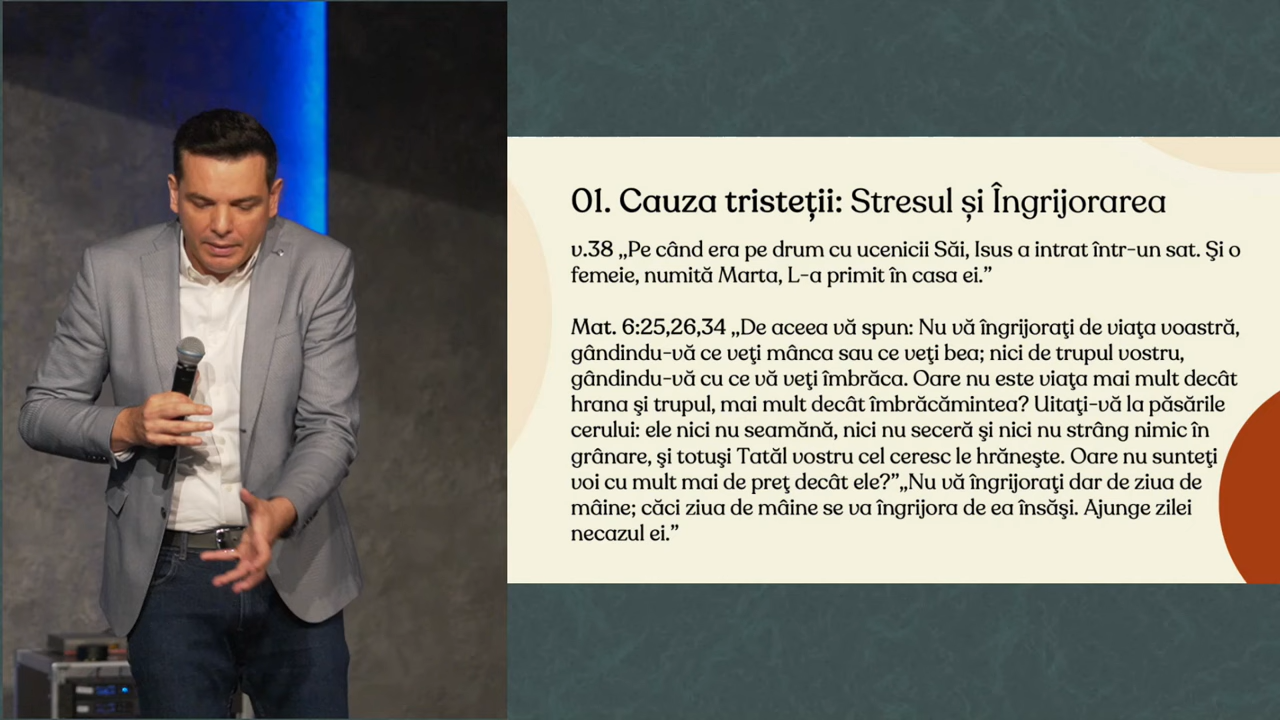 01. Cauza tristeții: Stresul și Îngrijorarea
v.38 „Pe când era pe drum cu ucenicii Săi, Isus a intrat într-un sat. Şi o
femeie, numită Marta, L-a primit în casa ei.”
Mat. 6:25,26,34 „De aceea vă spun: Nu vă îngrijoraţi de viaţa voastră,
gândindu-vă ce veţi mânca sau ce veţi bea; nici de trupul vostru,
gândindu-vă cu ce vă veţi îmbrăca. Oare nu este viaţa mai mult decât
hrana şi trupul, mai mult decât îmbrăcămintea? Uitaţi-vă la păsările
cerului: ele nici nu seamănă, nici nu seceră şi nici nu strâng nimic în
grânare, şi totuşi Tatăl vostru cel ceresc le hrăneşte. Oare nu sunteţi
voi cu mult mai de preţ decât ele?”„Nu vă îngrijoraţi dar de ziua de
mâine; căci ziua de mâine se va îngrijora de ea însăşi. Ajunge zilei
necazul ei.”